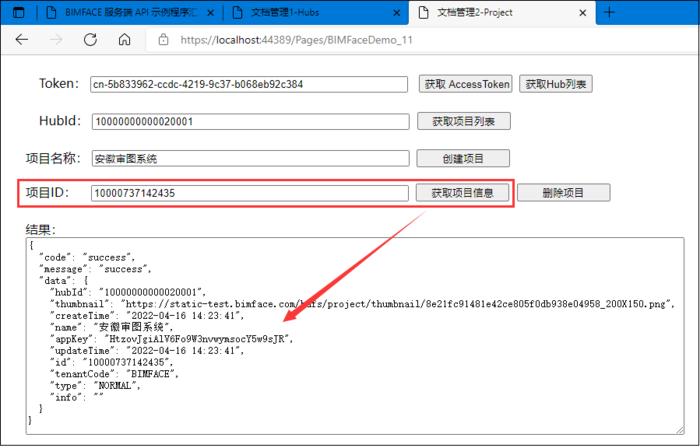 BIMFACE 服务端 API 示例程序汇
文档管理1-Hubs
文档管理2-Project
https://localhost:44389/Pages/BIMFaceDemo_11
Token: cn-5b833962-ccdc-4219-9c37-b068eb92c384 获取 AccessToken 获取Hub列表
HubId: 10000000000020001 获取项目列表
项目名称: 安徽审图系统 创建项目
项目ID: 10000737142435 获取项目信息 删除项目
结果:
{
"code": "success",
"message": "success",
"data": {
"hubId": "10000000000020001",
"thumbnail": "https://static-test.bimface.com/bdfs/project/thumbnail/8e21fc91481e42ce805f0db938e04958_200X150.png",
"createTime": "2022-04-16 14:23:41",
"name": "安徽审图系统",
"appKey": "HtzovJgiAlV6Fo9W3nvwymsocY5w9sJR",
"updateTime": "2022-04-16 14:23:41",
"id": "10000737142435",
"tenantCode": "BIMFACE",
"type": "NORMAL",
"info": ""
}
}